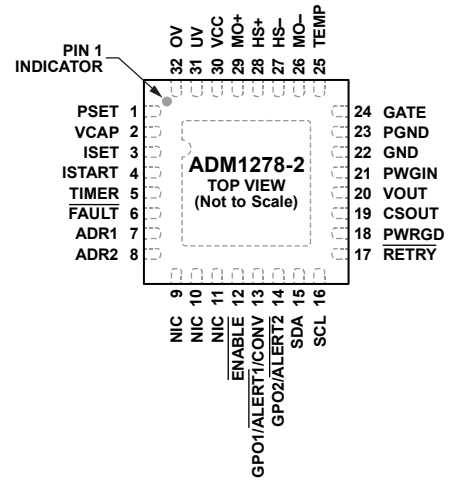 OV
UV
VCC
MO+
HS+
HS–
MO–
TEMP
32
31
30
29
28
27
26
25
PIN 1
INDICATOR
PSET 1
VCAP 2
ISET 3
ISTART 4
TIMER 5
FAULT 6
ADR1 7
ADR2 8
ADM1278-2
TOP VIEW
(Not to Scale)
24 GATE
23 PGND
22 GND
21 PWGIN
20 VOUT
19 CSOUT
18 PWRGD
17 RETRY
9
10
11
12
13
14
15
16
NIC
NIC
NIC
ENABLE
GPO1/ALERT1/CONV
GPO2/ALERT2
SDA
SCL